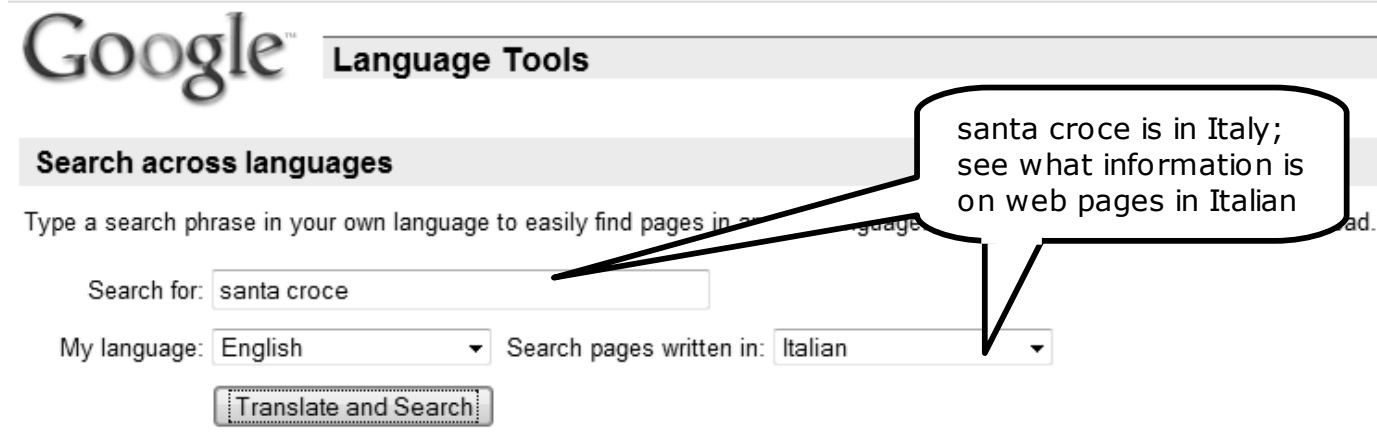 Google™
Language Tools
santa croce is in Italy;
see what information is
on web pages in Italian
Search across languages
Type a search phrase in your own language to easily find pages in
Search for: santa croce
My language: English Search pages written in: Italian
Translate and Search